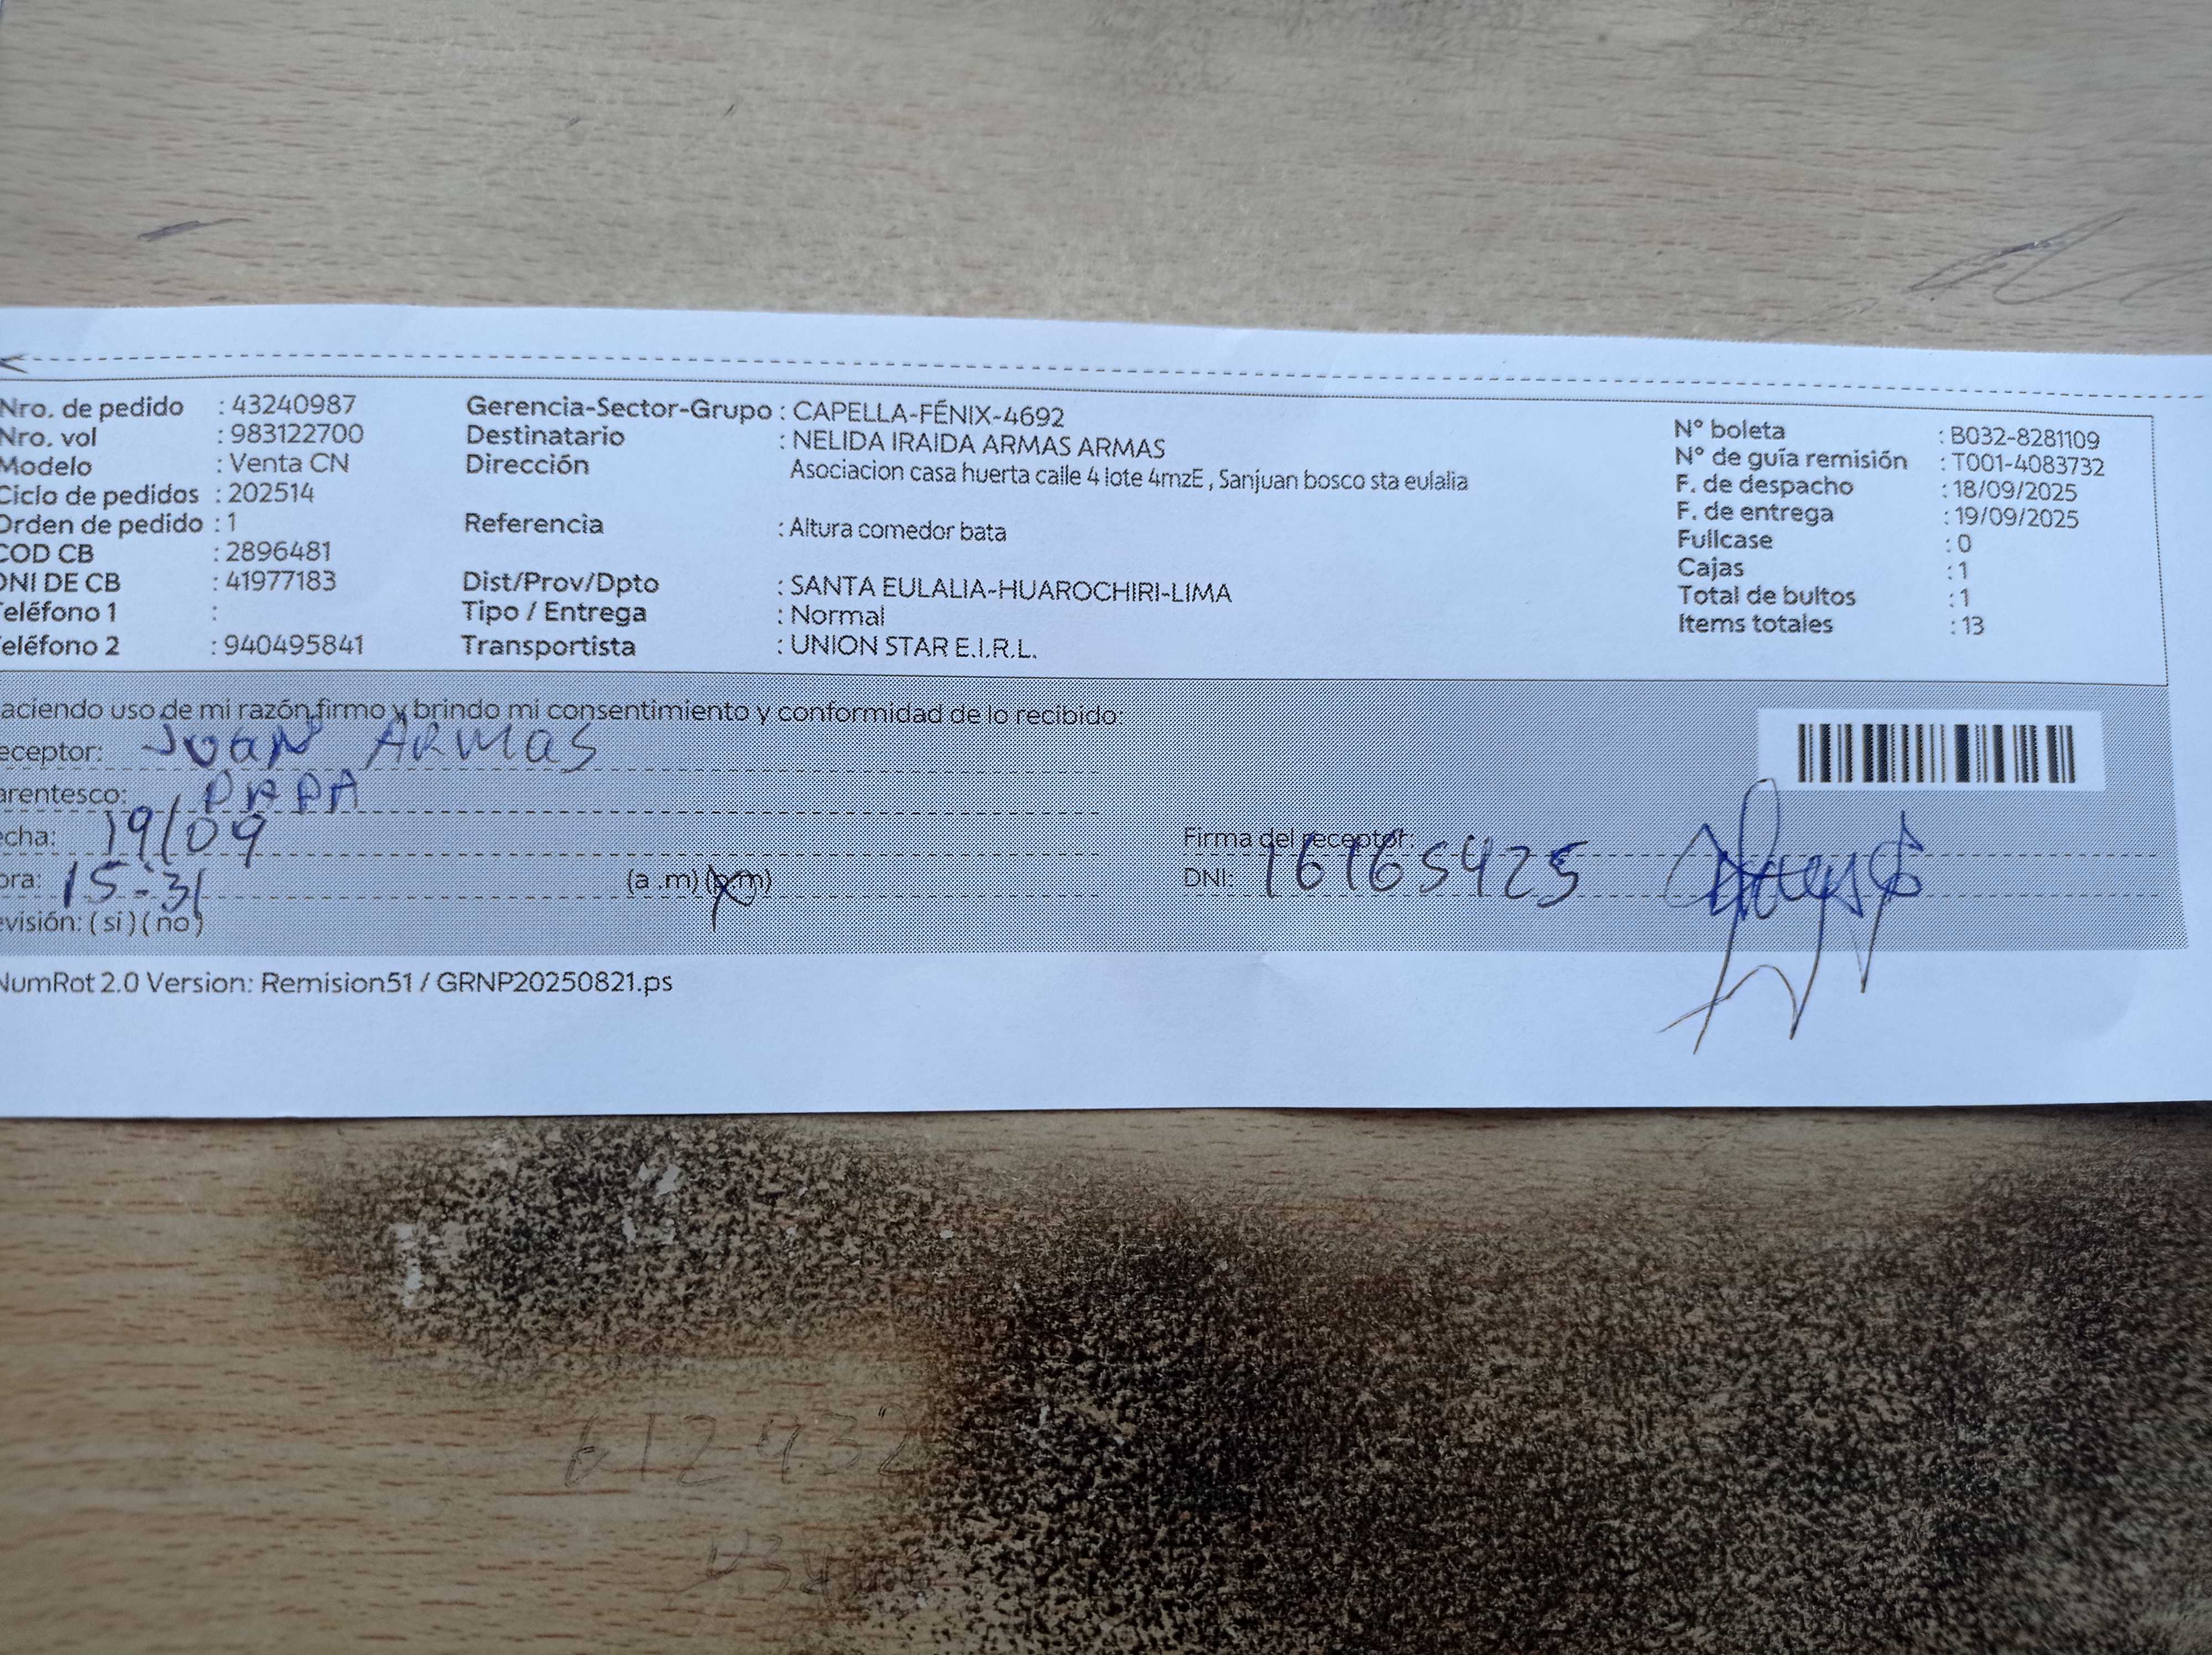 Nro. de pedido : 43240987
Nro. vol : 983122700
Modelo : Venta CN
Ciclo de pedidos : 202514
Orden de pedido : 1
COD CB : 2896481
DNI DE CB : 41977183
Teléfono 1 :
Teléfono 2 : 940495841
Gerencia-Sector-Grupo : CAPELLA-FÉNIX-4692
Destinatario : NELIDA IRAIDA ARMAS ARMAS
Dirección Asociacion casa huerta calle 4 lote 4mzE , Sanjuan bosco sta eulalia
Referencia : Altura comedor bata
Dist/Prov/Dpto : SANTA EULALIA-HUAROCHIRI-LIMA
Tipo / Entrega : Normal
Transportista : UNION STAR E.I.R.L.
N° boleta : B032-8281109
N° de guía remisión : T001-4083732
F. de despacho : 18/09/2025
F. de entrega : 19/09/2025
Fullcase : 0
Cajas : 1
Total de bultos : 1
Items totales : 13
aciendo uso de mi razón firmo y brindo mi consentimiento y conformidad de lo recibido:
eceptor: Juan ARMAS
arentesco: PAPA
echa: 19/09
ora: 15-31 (a .m) (p.m)
evisión: ( si ) ( no )
Firma del receptor:
DNI: 16165425
NumRot 2.0 Version: Remision51 / GRNP20250821.ps
612932